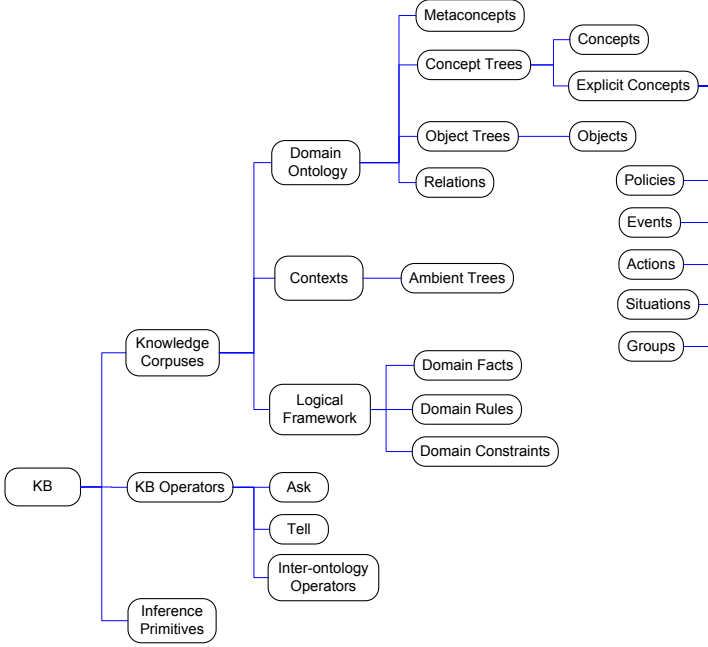 Metaconcepts
Concepts
Concept Trees
Explicit Concepts
Object Trees
Objects
Domain
Ontology
Relations
Policies
Events
Contexts
Ambient Trees
Actions
Situations
Knowledge
Corpuses
Groups
Domain Facts
Logical
Framework
Domain Rules
Domain Constraints
KB
KB Operators
Ask
Tell
Inter-ontology
Operators
Inference
Primitives